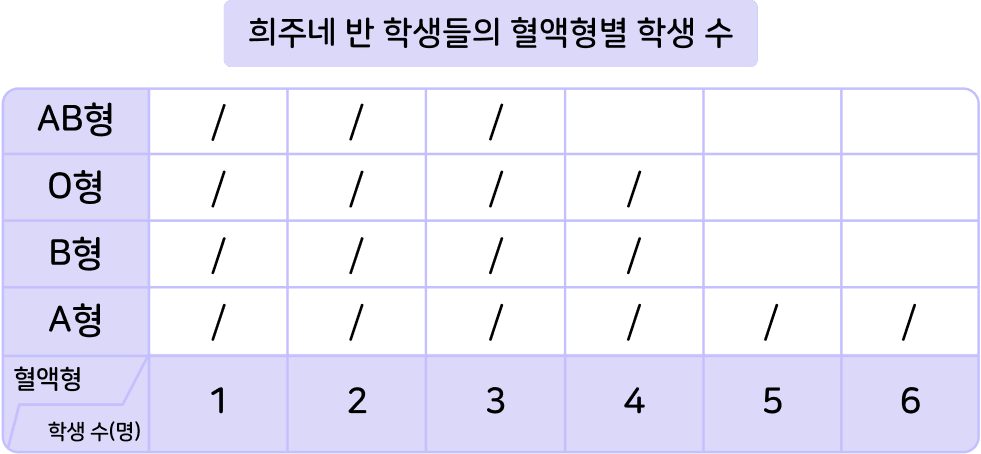 희주네 반 학생들의 혈액형별 학생 수
AB형 / / /
O형 / / / /
B형 / / / /
A형 / / / / / /
혈액형
학생 수(명)
1 2 3 4 5 6